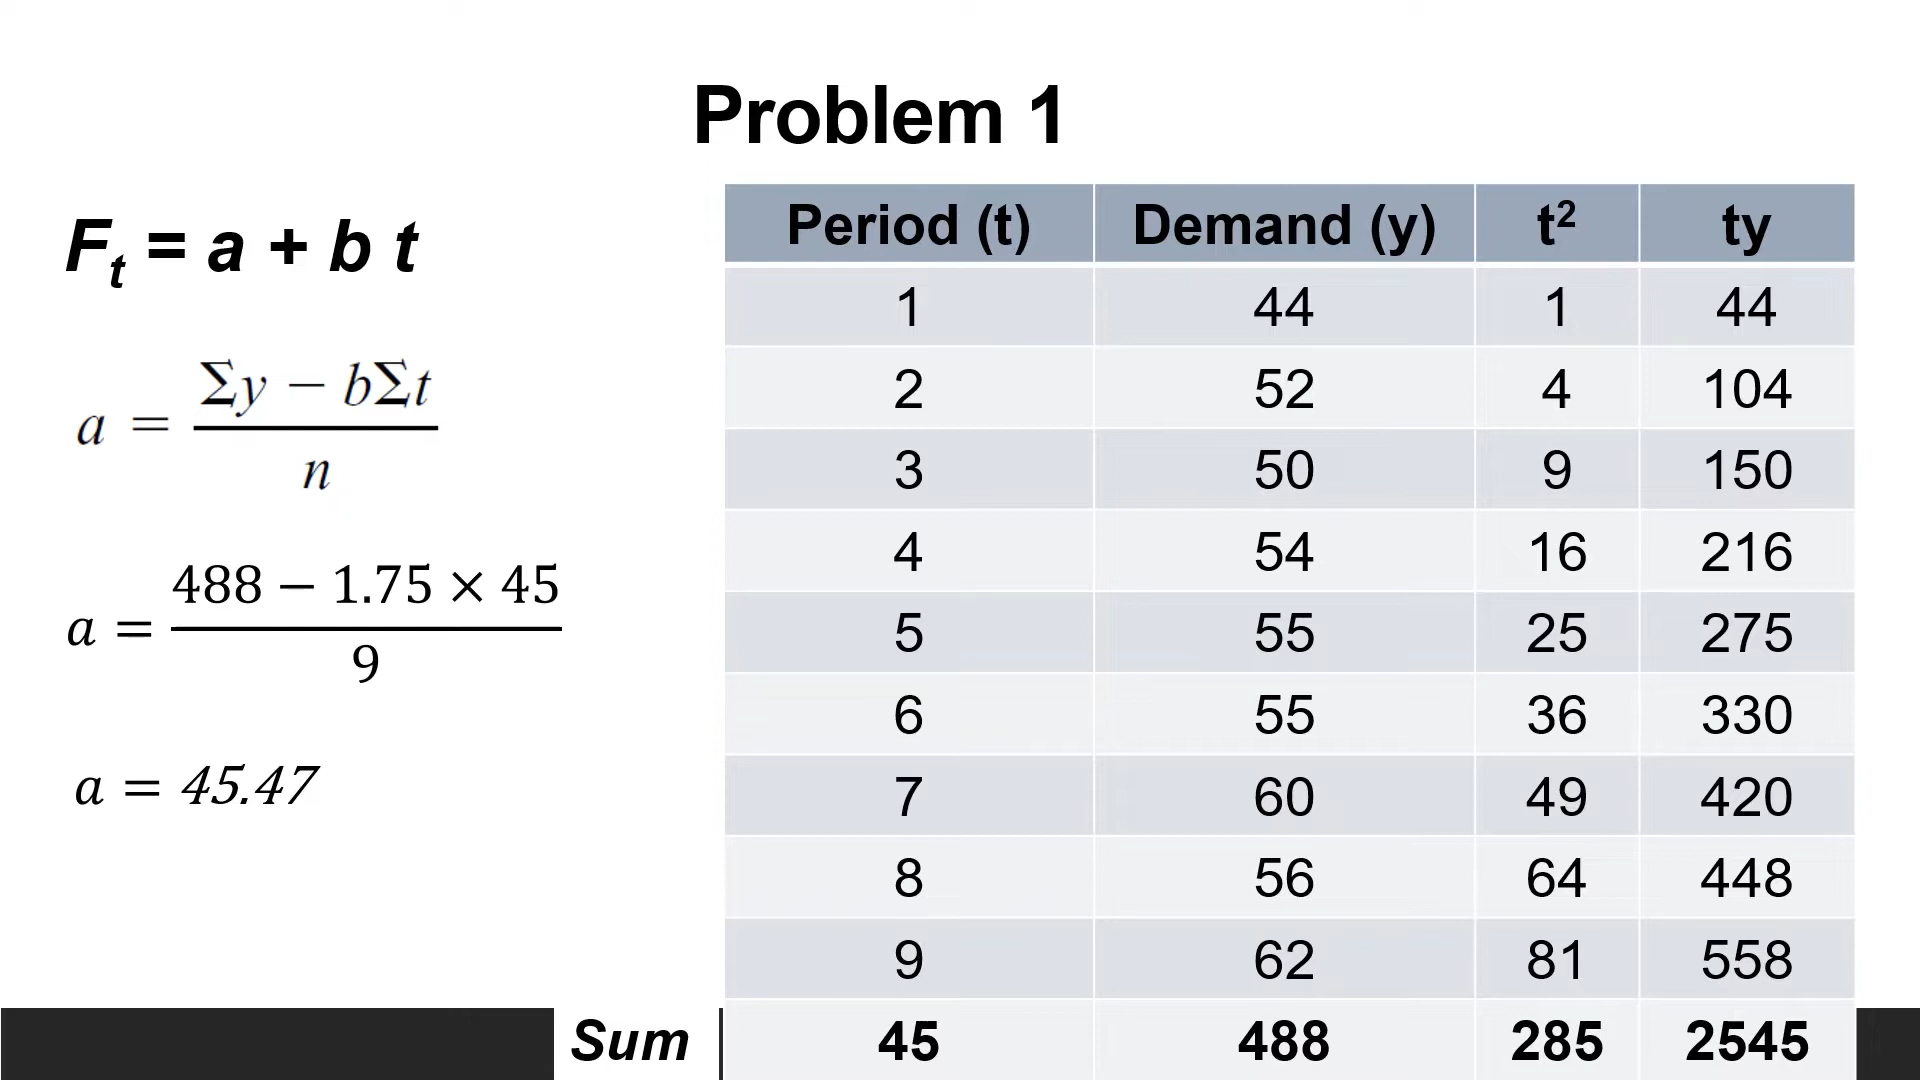 Problem 1
Fₜ = a + b t
a = (Σy − bΣt) / n
a = (488 − 1.75 × 45) / 9
a = 45.47
Period (t) Demand (y) t² ty
1 44 1 44
2 52 4 104
3 50 9 150
4 54 16 216
5 55 25 275
6 55 36 330
7 60 49 420
8 56 64 448
9 62 81 558
Sum 45 488 285 2545